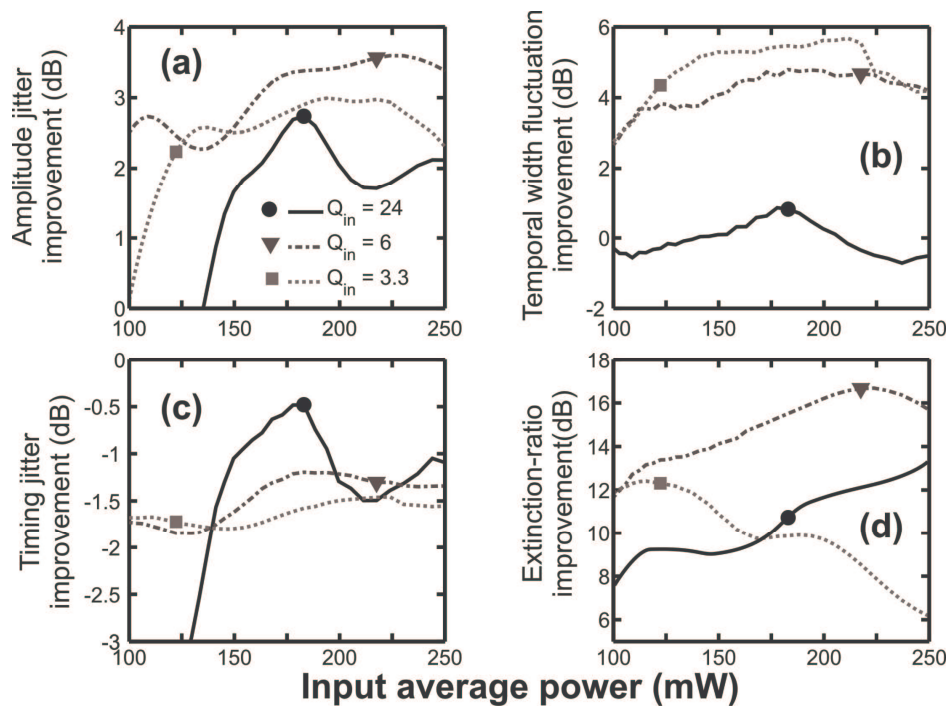 Amplitude jitter
improvement (dB)
4
3
2
1
0
(a)
Q_in = 24
Q_in = 6
Q_in = 3.3
100 150 200 250
Temporal width fluctuation
improvement (dB)
6
4
2
0
-2
(b)
100 150 200 250
Timing jitter
improvement (dB)
0
-0.5
-1
-1.5
-2
-2.5
-3
(c)
100 150 200 250
Extinction-ratio
improvement(dB)
18
16
14
12
10
8
6
(d)
100 150 200 250
Input average power (mW)